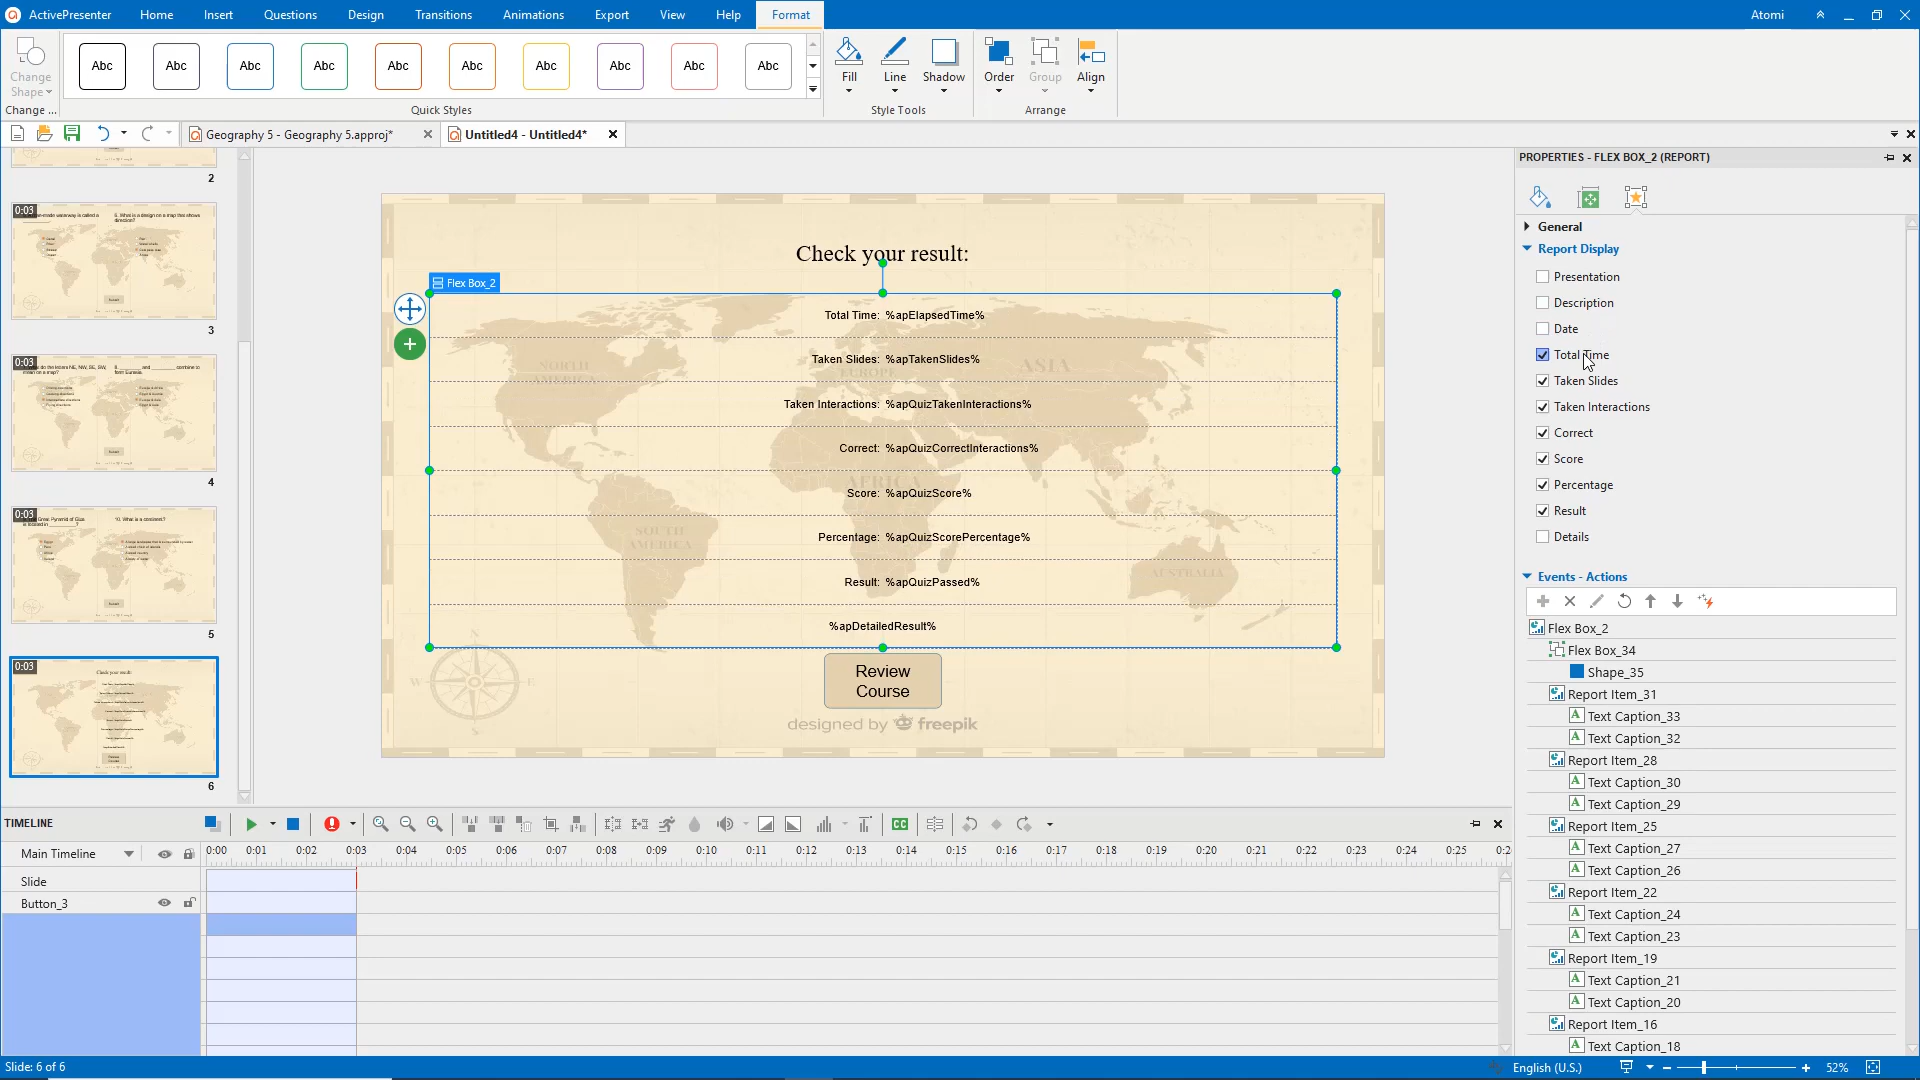 ActivePresenter
Home
Insert
Questions
Design
Transitions
Animations
Export
View
Help
Format
Atomi
Change Shape
Abc
Abc
Abc
Abc
Abc
Abc
Abc
Abc
Abc
Abc
Fill
Line
Shadow
Order
Group
Align
Change ...
Quick Styles
Style Tools
Arrange
Geography 5 - Geography 5.approj*
Untitled4 - Untitled4*
2
0:03
3
0:03
4
0:03
5
0:03
6
Check your result:
Flex Box_2
Total Time: %apElapsedTime%
Taken Slides: %apTakenSlides%
Taken Interactions: %apQuizTakenInteractions%
Correct: %apQuizCorrectInteractions%
Score: %apQuizScore%
Percentage: %apQuizScorePercentage%
Result: %apQuizPassed%
%apDetailedResult%
NORTH AMERICA
EUROPE
ASIA
AFRICA
SOUTH AMERICA
AUSTRALIA
N
W
E
Review
Course
designed by freepik
PROPERTIES - FLEX BOX_2 (REPORT)
General
Report Display
Presentation
Description
Date
Total Time
Taken Slides
Taken Interactions
Correct
Score
Percentage
Result
Details
Events - Actions
Flex Box_2
Flex Box_34
Shape_35
Report Item_31
Text Caption_33
Text Caption_32
Report Item_28
Text Caption_30
Text Caption_29
Report Item_25
Text Caption_27
Text Caption_26
Report Item_22
Text Caption_24
Text Caption_23
Report Item_19
Text Caption_21
Text Caption_20
Report Item_16
Text Caption_18
TIMELINE
CC
Main Timeline
0:00 0:01 0:02 0:03 0:04 0:05 0:06 0:07 0:08 0:09 0:10 0:11 0:12 0:13 0:14 0:15 0:16 0:17 0:18 0:19 0:20 0:21 0:22 0:23 0:24 0:25
Slide
Button_3
Slide: 6 of 6
English (U.S.)
52%